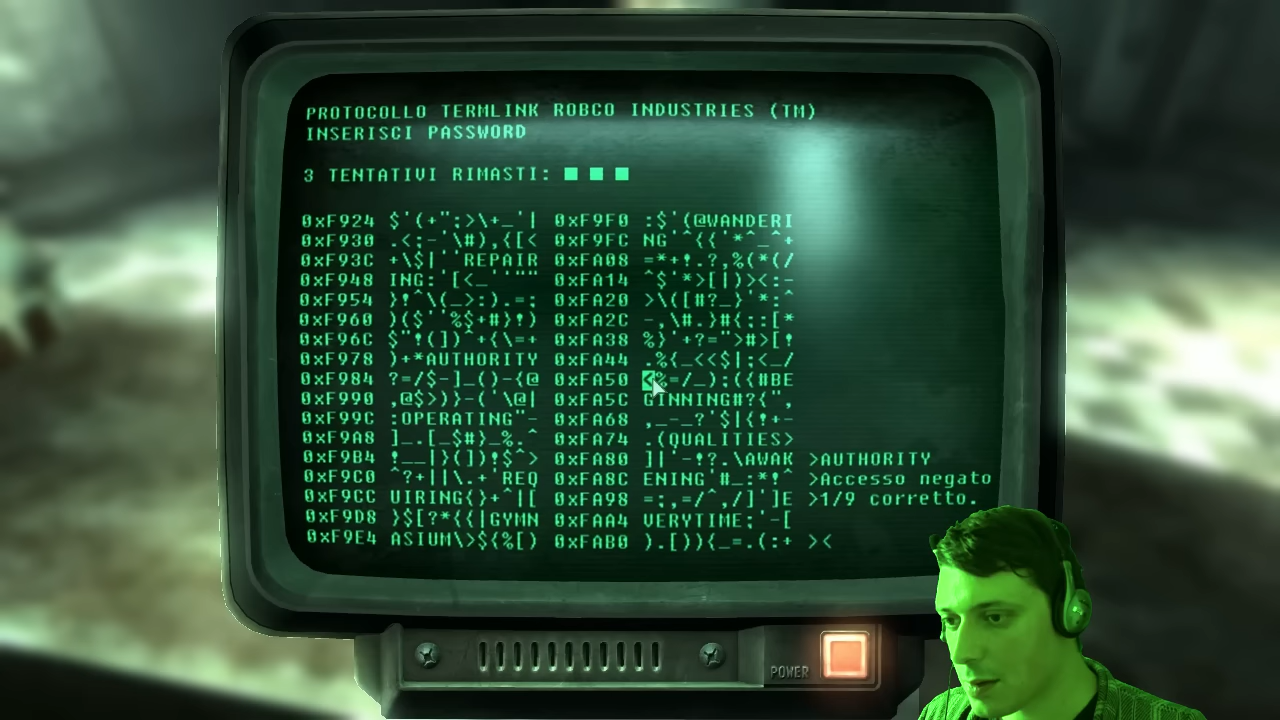 PROTOCOLLO TERMLINK ROBCO INDUSTRIES (TM)
INSERISCI PASSWORD
3 TENTATIVI RIMASTI: ■ ■ ■
0xF924 $'(+";>\+_'| 0xF9F0 :$'(@WANDERI
0xF930 .<;-'\#),{[< 0xF9FC NG'^{{'*^_^+
0xF93C +\$|''REPAIR 0xFA08 =*+!.?,%(*(/
0xF948 ING:'[<_''"" 0xFA14 ^$'*>[|)><:-
0xF954 }!^\(_>:).=; 0xFA20 >\([#?_}'*:^
0xF960 )($''%$+#}!) 0xFA2C -,\#.}#{;:[*
0xF96C $"!(])^+{\=+ 0xFA38 %}'+?=">#>[!
0xF978 )+*AUTHORITY 0xFA44 .%{_<<$|;<_/
0xF984 ?=/$-]_()-{@ 0xFA50 <%=/_);({#BE
0xF990 ,@$>)}-('\@| 0xFA5C GINNING#?{",
0xF99C :OPERATING"- 0xFA68 ,_-_?'$|{!+-
0xF9A8 ]_.[_$#}_%.^ 0xFA74 .(QUALITIES>
0xF9B4 !__|}(])!$^> 0xFA80 ]|'-!?.\AWAK >AUTHORITY
0xF9C0 ^?+||\.+'REQ 0xFA8C ENING'#_:*!^ >Accesso negato
0xF9CC UIRING{}+^|[ 0xFA98 =;,=/^,/]']E >1/9 corretto.
0xF9D8 }$[?*{{|GYMN 0xFAA4 VERYTIME;'-[
0xF9E4 ASIUM\>${%[) 0xFAB0 ).[)){_=.(:+ ><
POWER